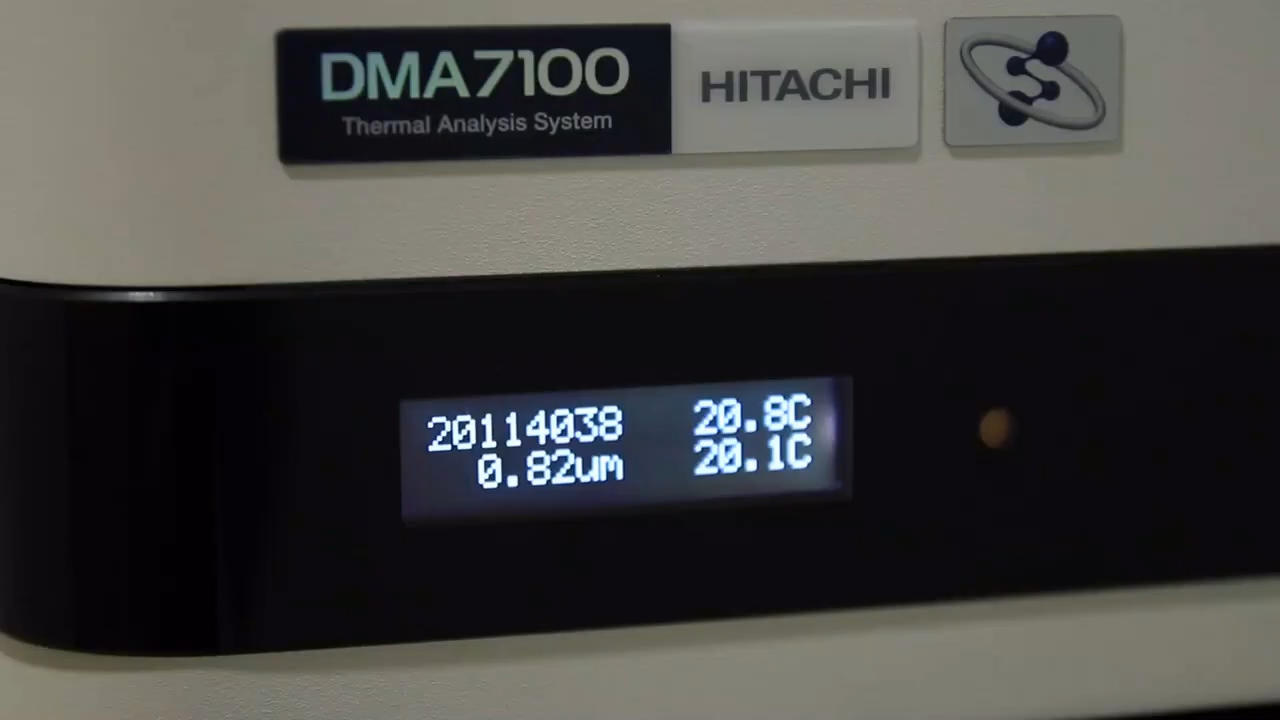 DMA7100
Thermal Analysis System
HITACHI
20114038 20.8C
0.82um 20.1C